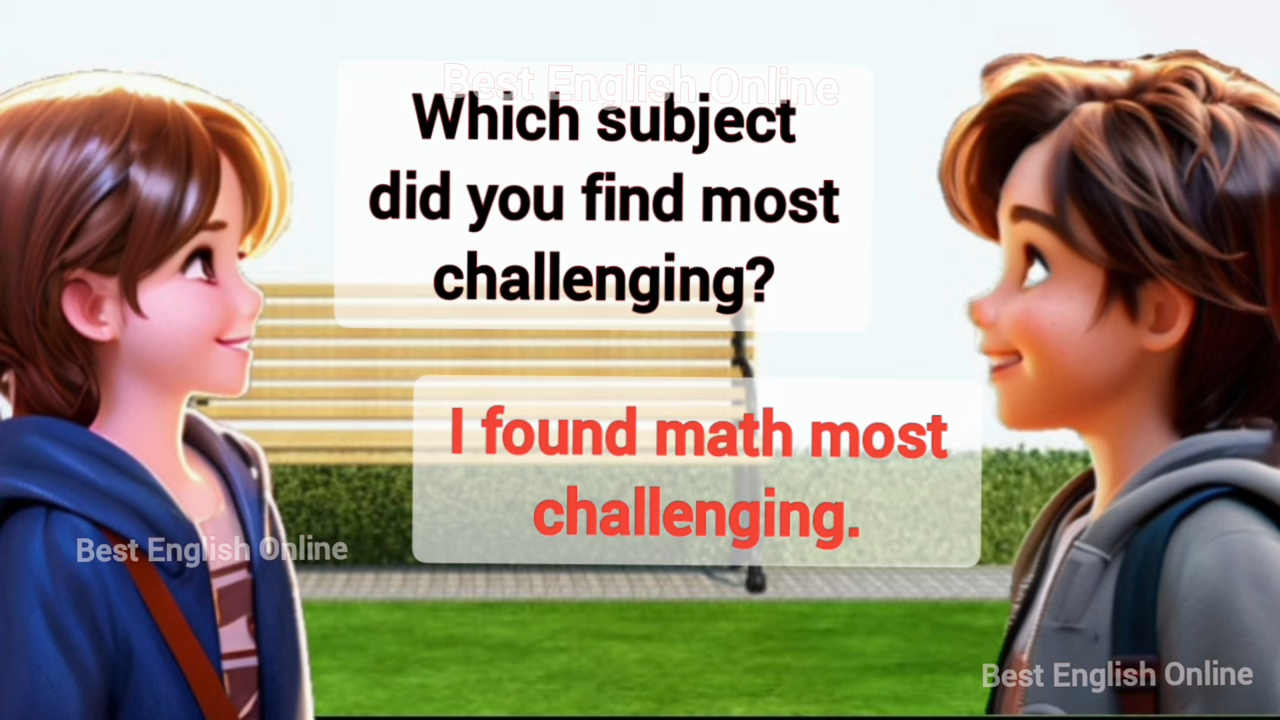 Best English Online
Which subject
did you find most
challenging?
I found math most
challenging.
Best English Online
Best English Online